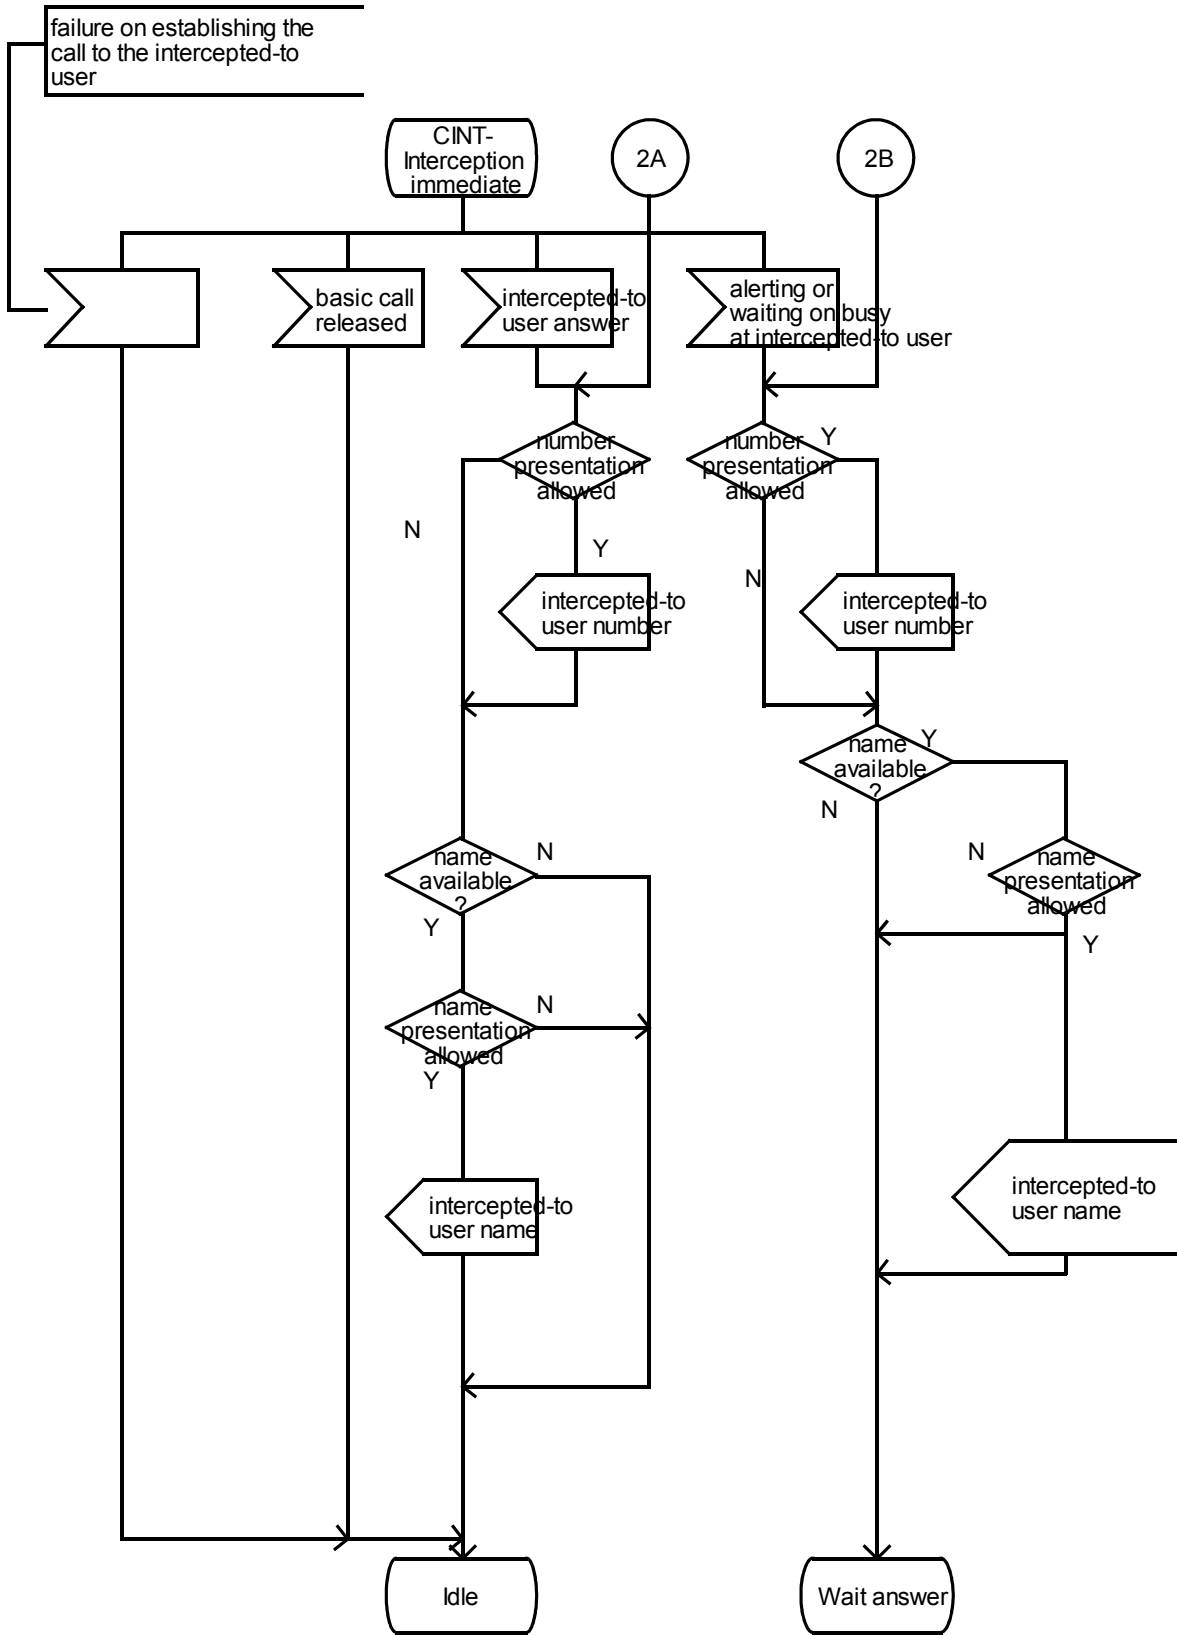 failure on establishing the
call to the intercepted-to
user
CINT-
Interception
immediate
2A
2B
basic call
released
intercepted-to
user answer
alerting or
waiting on busy
at intercepted-to user
number
presentation
allowed
number
presentation
allowed
Y
N
Y
N
intercepted-to
user number
intercepted-to
user number
name
available
?
Y
N
name
available
?
N
Y
N
name
presentation
allowed
Y
name
presentation
allowed
N
Y
intercepted-to
user name
intercepted-to
user name
Idle
Wait answer